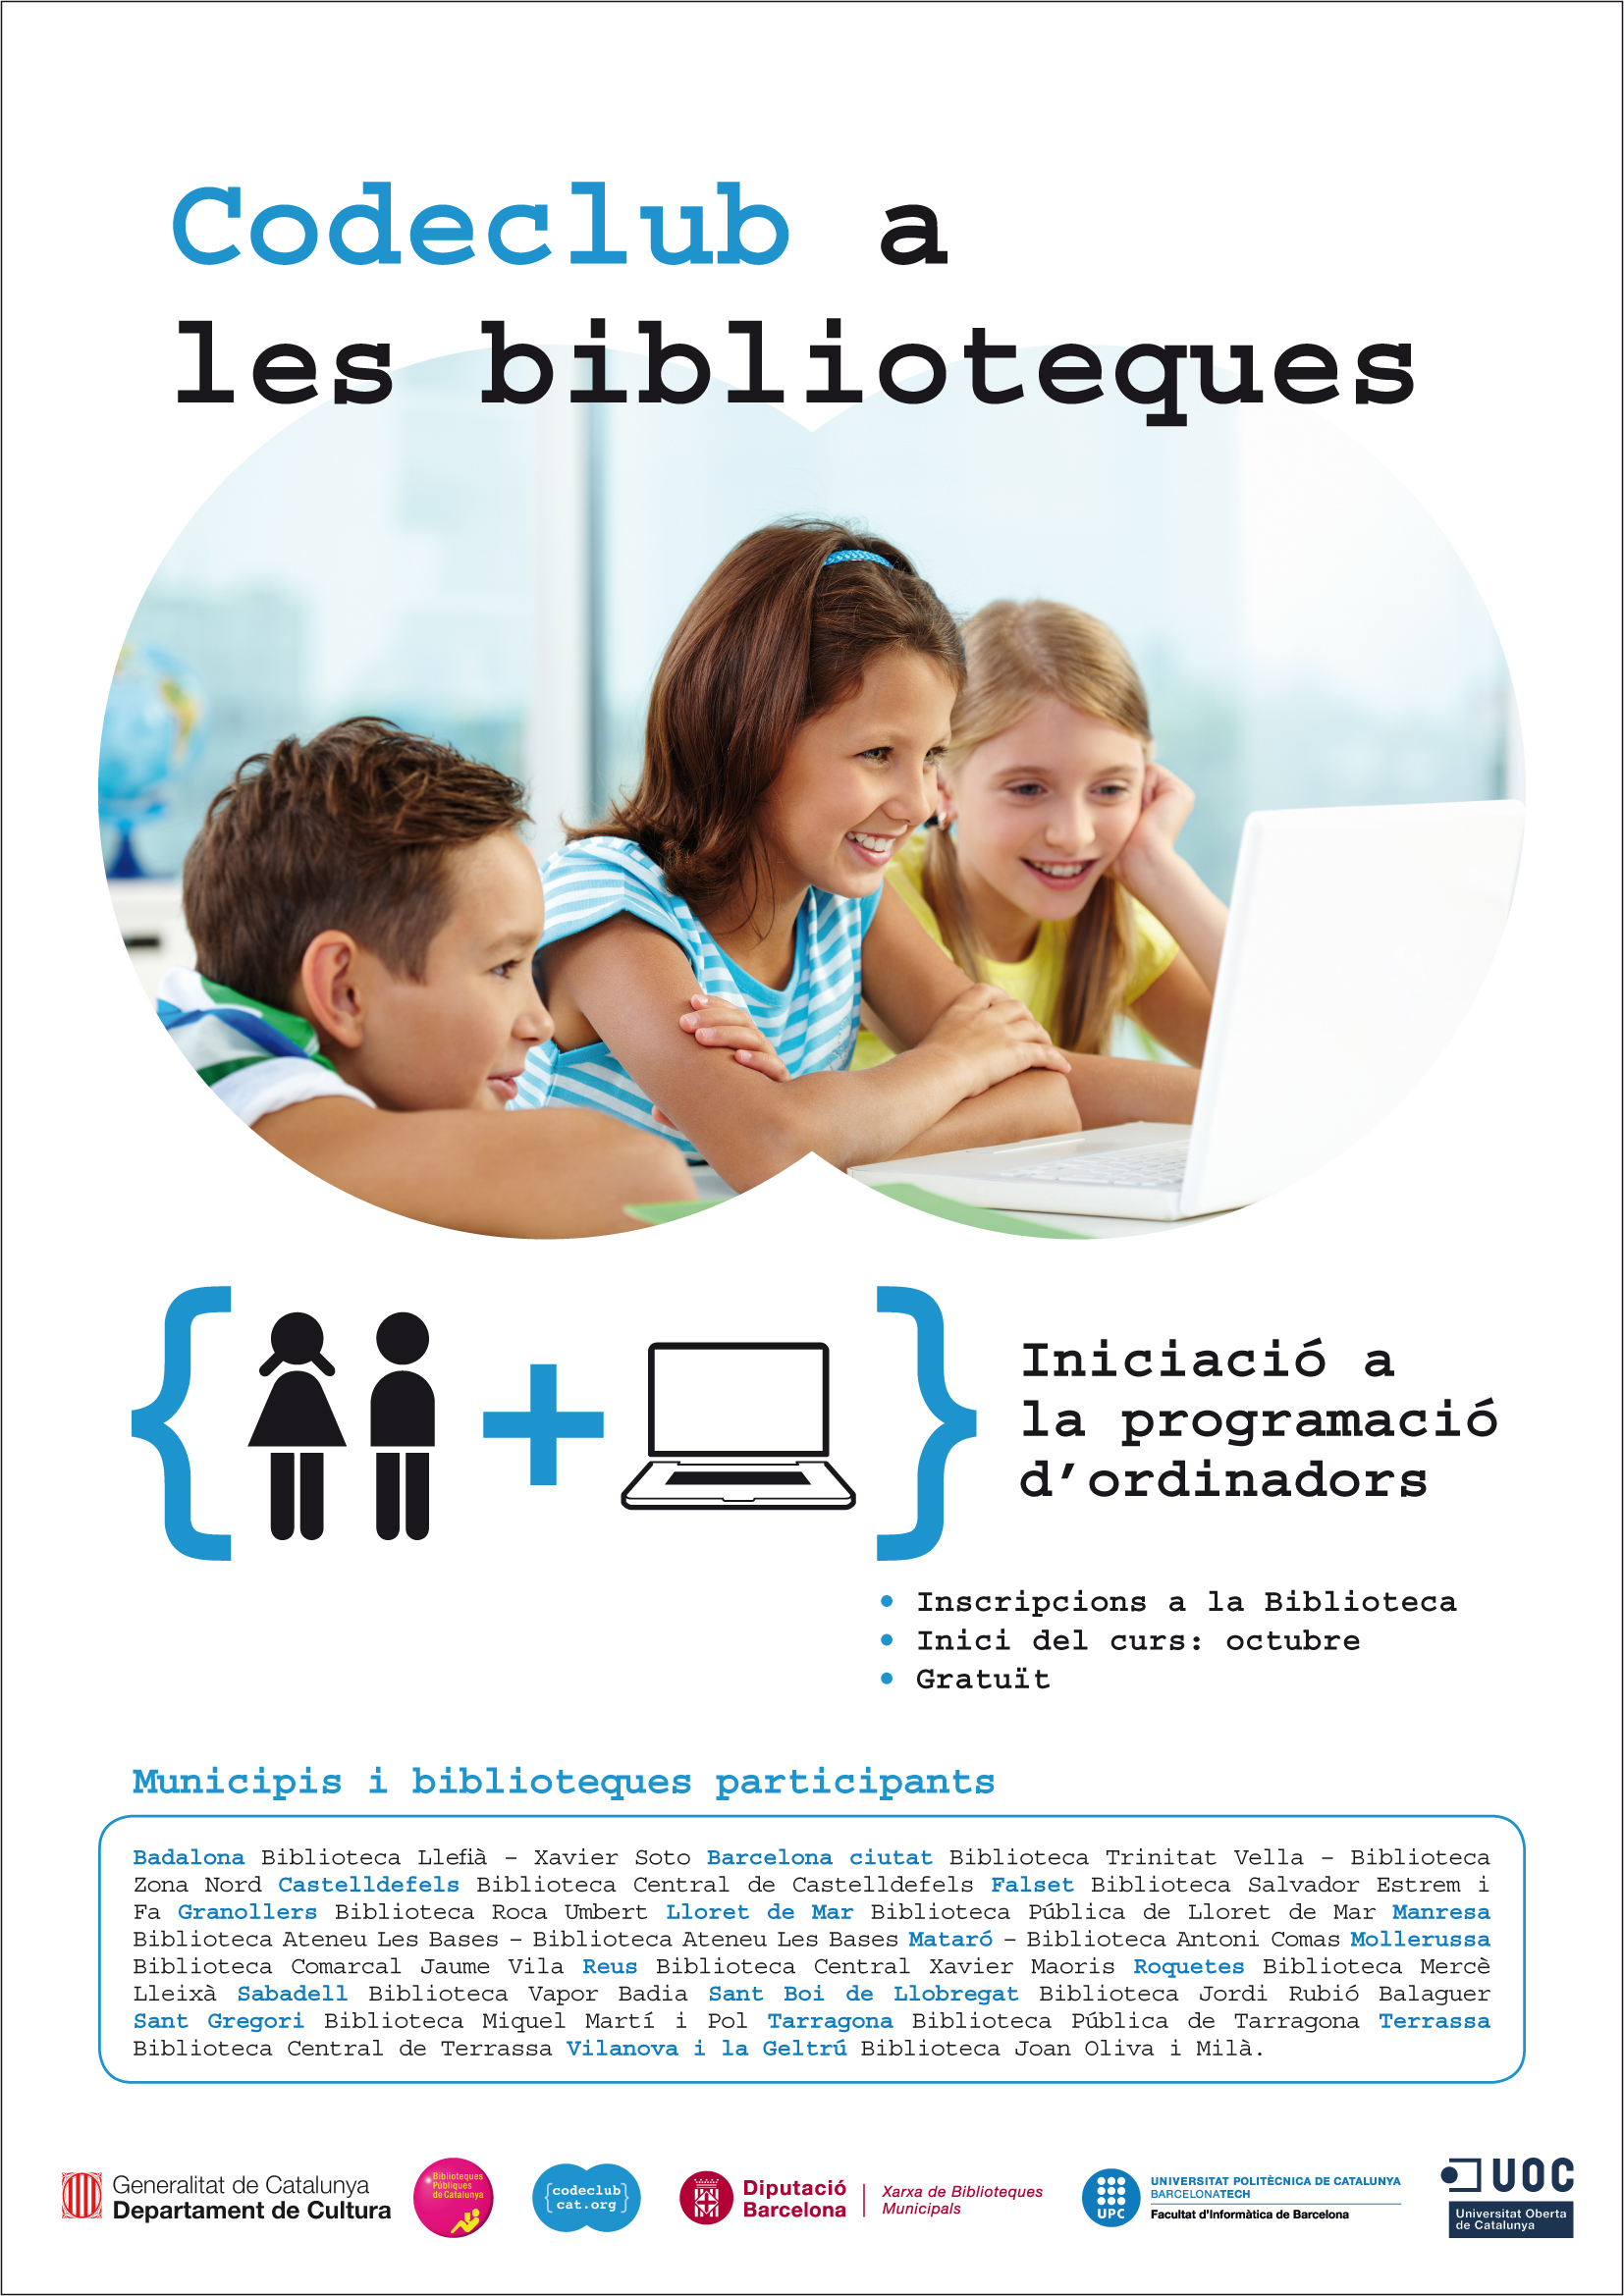 Codeclub a
les biblioteques
Iniciació a
la programació
d’ordinadors
• Inscripcions a la Biblioteca
• Inici del curs: octubre
• Gratuït
Municipis i biblioteques participants
Badalona Biblioteca Llefià – Xavier Soto Barcelona ciutat Biblioteca Trinitat Vella – Biblioteca
Zona Nord Castelldefels Biblioteca Central de Castelldefels Falset Biblioteca Salvador Estrem i
Fa Granollers Biblioteca Roca Umbert Lloret de Mar Biblioteca Pública de Lloret de Mar Manresa
Biblioteca Ateneu Les Bases – Biblioteca Ateneu Les Bases Mataró – Biblioteca Antoni Comas Mollerussa
Biblioteca Comarcal Jaume Vila Reus Biblioteca Central Xavier Maoris Roquetes Biblioteca Mercè
Lleixà Sabadell Biblioteca Vapor Badia Sant Boi de Llobregat Biblioteca Jordi Rubió Balaguer
Sant Gregori Biblioteca Miquel Martí i Pol Tarragona Biblioteca Pública de Tarragona Terrassa
Biblioteca Central de Terrassa Vilanova i la Geltrú Biblioteca Joan Oliva i Milà.
Generalitat de Catalunya
Departament de Cultura
Biblioteques
Públiques
de Catalunya
{codeclub}
cat.org
Diputació
Barcelona
Xarxa de Biblioteques
Municipals
UPC
UNIVERSITAT POLITÈCNICA DE CATALUNYA
BARCELONATECH
Facultat d'Informàtica de Barcelona
UOC
Universitat Oberta
de Catalunya